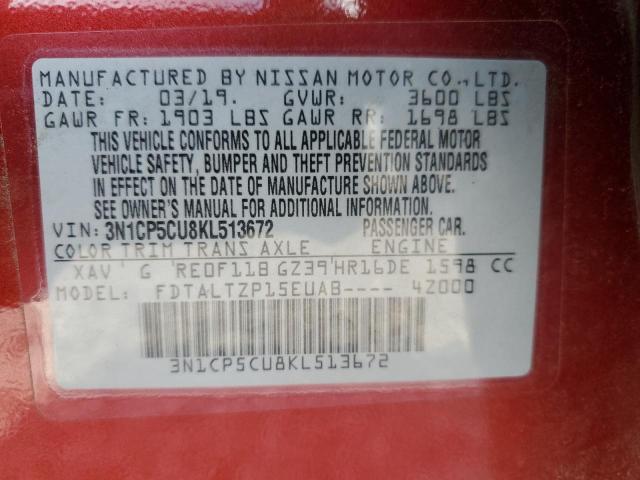 MANUFACTURED BY NISSAN MOTOR CO.,LTD.
DATE: 03/19. GVWR: 3600 LBS
GAWR FR: 1903 LBS GAWR RR: 1698 LBS
THIS VEHICLE CONFORMS TO ALL APPLICABLE FEDERAL MOTOR
VEHICLE SAFETY, BUMPER AND THEFT PREVENTION STANDARDS
IN EFFECT ON THE DATE OF MANUFACTURE SHOWN ABOVE.
SEE OWNER'S MANUAL FOR ADDITIONAL INFORMATION.
VIN: 3N1CP5CU8KL513672 PASSENGER CAR.
COLOR TRIM TRANS AXLE ENGINE
XAV G RE0F11B GZ39 HR16DE 1598 CC
MODEL: FDTALTZP15EUAB---- 4Z000
3N1CP5CU8KL513672